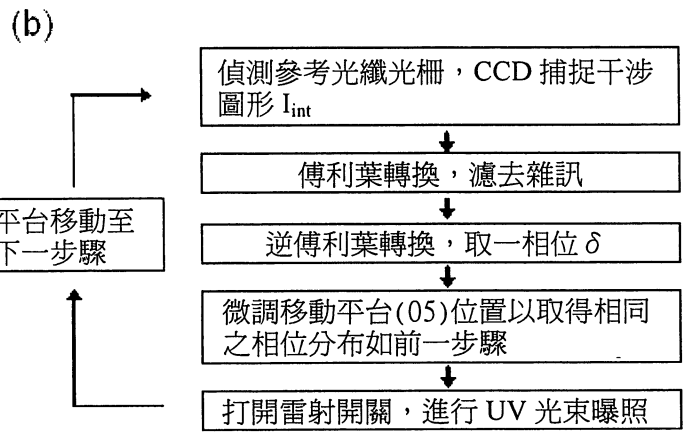 (b)
偵測參考光纖光柵，CCD 捕捉干涉
圖形 Iint
傅利葉轉換，濾去雜訊
平台移動至
下一步驟
逆傅利葉轉換，取一相位 δ
微調移動平台(05)位置以取得相同
之相位分布如前一步驟
打開雷射開關，進行 UV 光束曝照